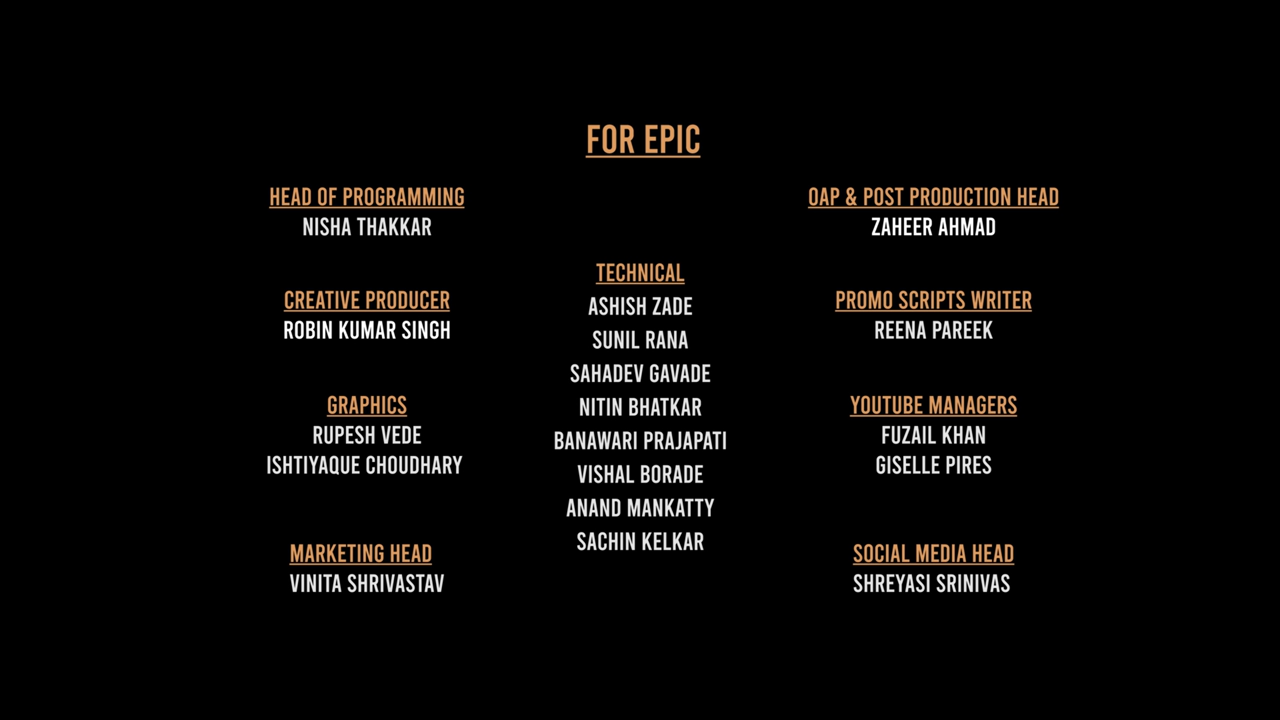 FOR EPIC
HEAD OF PROGRAMMING
NISHA THAKKAR
CREATIVE PRODUCER
ROBIN KUMAR SINGH
GRAPHICS
RUPESH VEDE
ISHTIYAQUE CHOUDHARY
MARKETING HEAD
VINITA SHRIVASTAV
TECHNICAL
ASHISH ZADE
SUNIL RANA
SAHADEV GAVADE
NITIN BHATKAR
BANAWARI PRAJAPATI
VISHAL BORADE
ANAND MANKATTY
SACHIN KELKAR
OAP & POST PRODUCTION HEAD
ZAHEER AHMAD
PROMO SCRIPTS WRITER
REENA PAREEK
YOUTUBE MANAGERS
FUZAIL KHAN
GISELLE PIRES
SOCIAL MEDIA HEAD
SHREYASI SRINIVAS